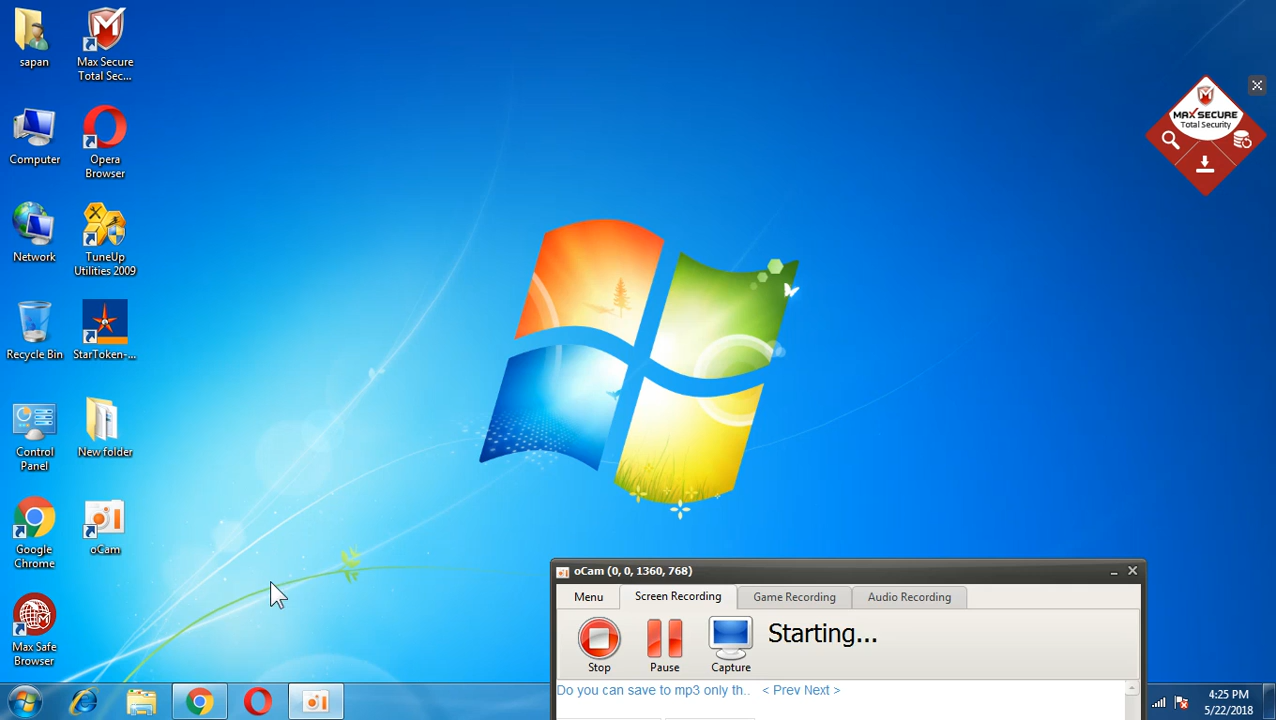 sapan
Max Secure
Total Sec...
Computer
Opera
Browser
Network
TuneUp
Utilities 2009
Recycle Bin
StarToken-...
Control
Panel
New folder
Google
Chrome
oCam
Max Safe
Browser
MAX SECURE
Total Security
oCam (0, 0, 1360, 768)
Menu
Screen Recording
Game Recording
Audio Recording
Starting...
Stop
Pause
Capture
Do you can save to mp3 only th.. < Prev Next >
4:25 PM
5/22/2018